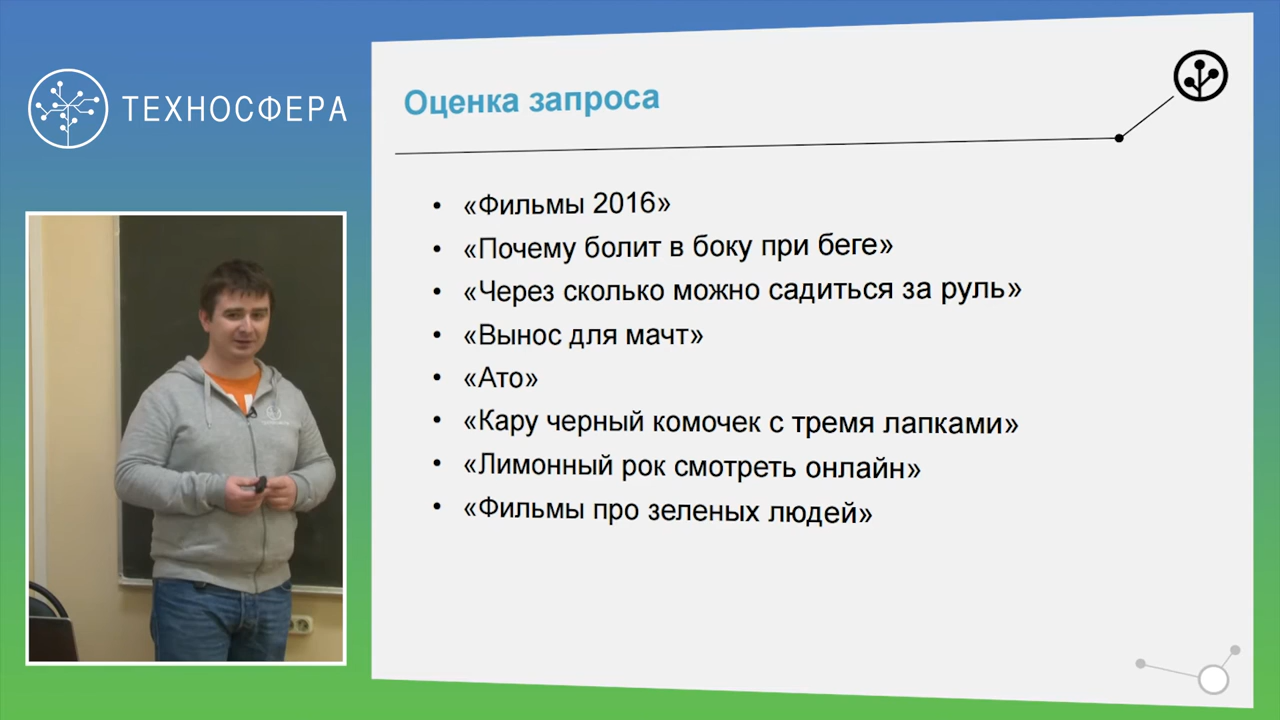 ТЕХНОСФЕРА
Оценка запроса
• «Фильмы 2016»
• «Почему болит в боку при беге»
• «Через сколько можно садиться за руль»
• «Вынос для мачт»
• «Ато»
• «Кару черный комочек с тремя лапками»
• «Лимонный рок смотреть онлайн»
• «Фильмы про зеленых людей»